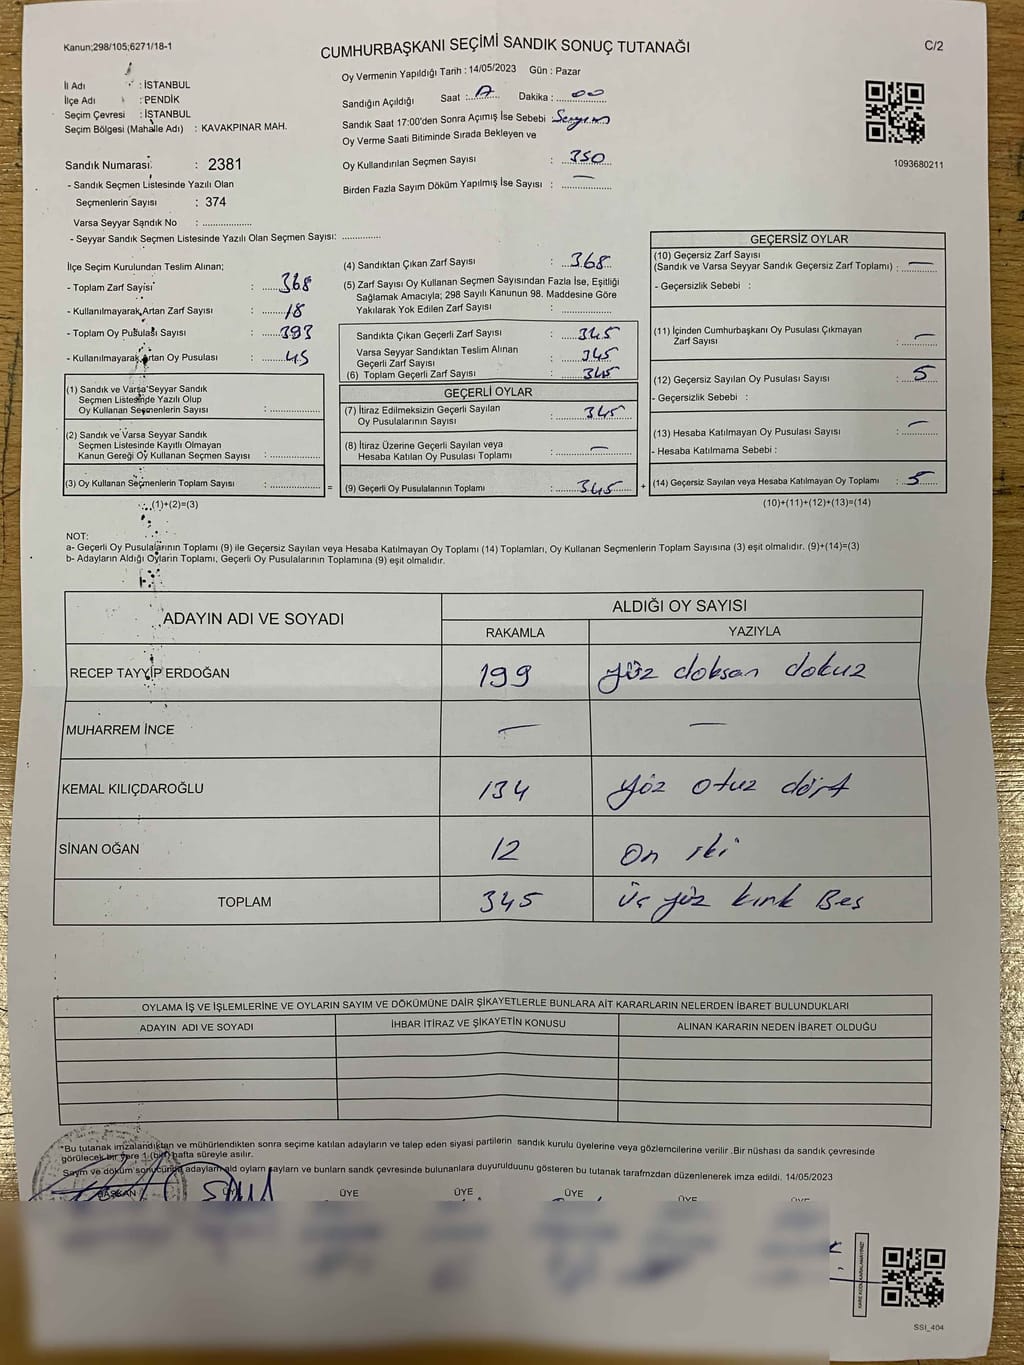 Kanun;298/105;6271/18-1
CUMHURBAŞKANI SEÇİMİ SANDIK SONUÇ TUTANAĞI
C/2
İl Adı : İSTANBUL
İlçe Adı : PENDİK
Seçim Çevresi : İSTANBUL
Seçim Bölgesi (Mahalle Adı) : KAVAKPINAR MAH.
Sandık Numarası : 2381
- Sandık Seçmen Listesinde Yazılı Olan
Seçmenlerin Sayısı : 374
Varsa Seyyar Sandık No : ..................
- Seyyar Sandık Seçmen Listesinde Yazılı Olan Seçmen Sayısı: ..............
Oy Vermenin Yapıldığı Tarih : 14/05/2023 Gün : Pazar
Sandığın Açıldığı Saat : Dakika : 00
Sandık Saat 17:00'den Sonra Açımış İse Sebebi :
Oy Verme Saati Bitiminde Sırada Bekleyen ve
Oy Kullandırılan Seçmen Sayısı : 350
Birden Fazla Sayım Döküm Yapılmış İse Sayısı : —
1093680211
İlçe Seçim Kurulundan Teslim Alınan;
- Toplam Zarf Sayısı : 368
- Kullanılmayarak Artan Zarf Sayısı : 18
- Toplam Oy Pusulası Sayısı : 393
- Kullanılmayarak Artan Oy Pusulası : 45
(1) Sandık ve Varsa Seyyar Sandık
Seçmen Listesinde Yazılı Olup
Oy Kullanan Seçmenlerin Sayısı : ..................
(2) Sandık ve Varsa Seyyar Sandık
Seçmen Listesinde Kayıtlı Olmayan
Kanun Gereği Oy Kullanan Seçmen Sayısı : ..................
(3) Oy Kullanan Seçmenlerin Toplam Sayısı : ..................
(1)+(2)=(3)
(4) Sandıktan Çıkan Zarf Sayısı : 368
(5) Zarf Sayısı Oy Kullanan Seçmen Sayısından Fazla İse, Eşitliği
Sağlamak Amacıyla; 298 Sayılı Kanunun 98. Maddesine Göre
Yakılarak Yok Edilen Zarf Sayısı : ..................
Sandıkta Çıkan Geçerli Zarf Sayısı : 345
Varsa Seyyar Sandıktan Teslim Alınan
Geçerli Zarf Sayısı : 345
(6) Toplam Geçerli Zarf Sayısı : 345
GEÇERLİ OYLAR
(7) İtiraz Edilmeksizin Geçerli Sayılan
Oy Pusulalarının Sayısı : 345
(8) İtiraz Üzerine Geçerli Sayılan veya
Hesaba Katılan Oy Pusulası Toplamı : —
= (9) Geçerli Oy Pusulalarının Toplamı : 345 +
GEÇERSİZ OYLAR
(10) Geçersiz Zarf Sayısı
(Sandık ve Varsa Seyyar Sandık Geçersiz Zarf Toplamı) : —
- Geçersizlik Sebebi :
(11) İçinden Cumhurbaşkanı Oy Pusulası Çıkmayan
Zarf Sayısı : —
(12) Geçersiz Sayılan Oy Pusulası Sayısı : 5
- Geçersizlik Sebebi :
(13) Hesaba Katılmayan Oy Pusulası Sayısı : —
- Hesaba Katılmama Sebebi :
(14) Geçersiz Sayılan veya Hesaba Katılmayan Oy Toplamı : 5
(10)+(11)+(12)+(13)=(14)
NOT:
a- Geçerli Oy Pusulalarının Toplamı (9) ile Geçersiz Sayılan veya Hesaba Katılmayan Oy Toplamı (14) Toplamları, Oy Kullanan Seçmenlerin Toplam Sayısına (3) eşit olmalıdır. (9)+(14)=(3)
b- Adayların Aldığı Oyların Toplamı, Geçerli Oy Pusulalarının Toplamına (9) eşit olmalıdır.
ADAYIN ADI VE SOYADI ALDIĞI OY SAYISI
RAKAMLA YAZIYLA
RECEP TAYYİP ERDOĞAN 199 yüz doksan dokuz
MUHARREM İNCE — —
KEMAL KILIÇDAROĞLU 134 yüz otuz dört
SİNAN OĞAN 12 On iki
TOPLAM 345 Üç yüz kırk Beş
OYLAMA İŞ VE İŞLEMLERİNE VE OYLARIN SAYIM VE DÖKÜMÜNE DAİR ŞİKAYETLERLE BUNLARA AİT KARARLARIN NELERDEN İBARET BULUNDUKLARI
ADAYIN ADI VE SOYADI İHBAR İTİRAZ VE ŞİKAYETİN KONUSU ALINAN KARARIN NEDEN İBARET OLDUĞU
*Bu tutanak imzalandıktan ve mühürlendikten sonra seçime katılan adayların ve talep eden siyasi partilerin sandık kurulu üyelerine veya gözlemcilerine verilir .Bir nüshası da sandık çevresinde
görülecek bir yere 1 (bir) hafta süreyle asılır.
Sayım ve döküm sonucunda adaylarn ald oylarn saylarn ve bunlarn sandk çevresinde bulunanlara duyurulduunu gösteren bu tutanak tarafmzdan düzenlenerek imza edildi. 14/05/2023
BAŞKAN ÜYE ÜYE ÜYE ÜYE ÜYE ÜYE
KARE KODU KARALAMAYINIZ!
SSI_404